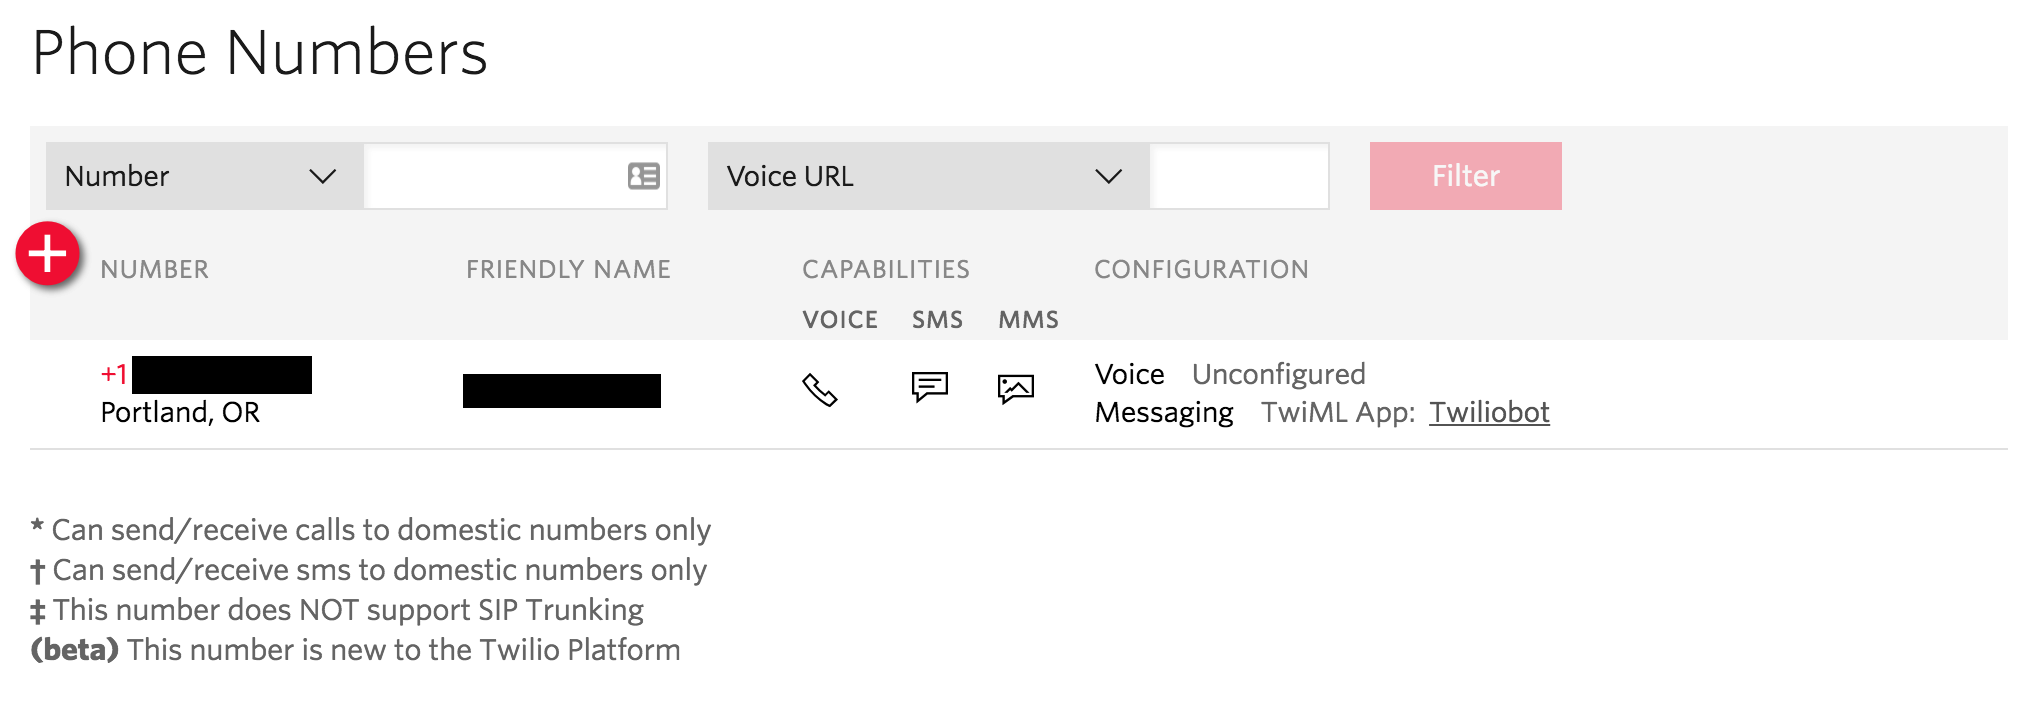 Phone Numbers
Number Voice URL Filter
NUMBER FRIENDLY NAME CAPABILITIES CONFIGURATION
VOICE SMS MMS
+1 Voice Unconfigured
Portland, OR Messaging TwiML App: Twiliobot
* Can send/receive calls to domestic numbers only
† Can send/receive sms to domestic numbers only
‡ This number does NOT support SIP Trunking
(beta) This number is new to the Twilio Platform